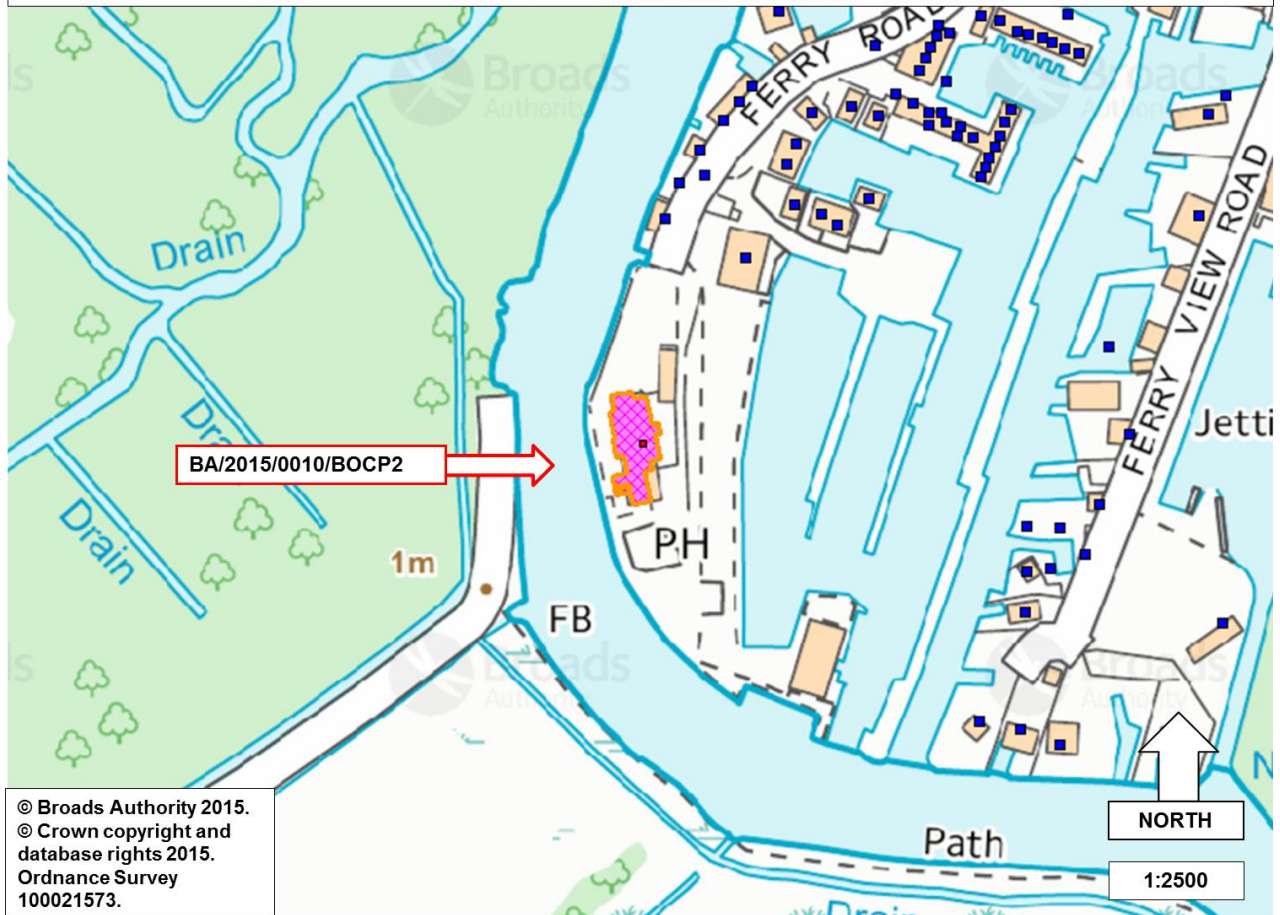 FERRY ROAD
Broads
Authority
Broads
Authority
Drain
FERRY VIEW ROAD
Jetti
BA/2015/0010/BOCP2
Drain
PH
1m
FB
Broads
Authority
Broads
Authority
© Broads Authority 2015.
© Crown copyright and
database rights 2015.
Ordnance Survey
100021573.
NORTH
Path
1:2500
Drain